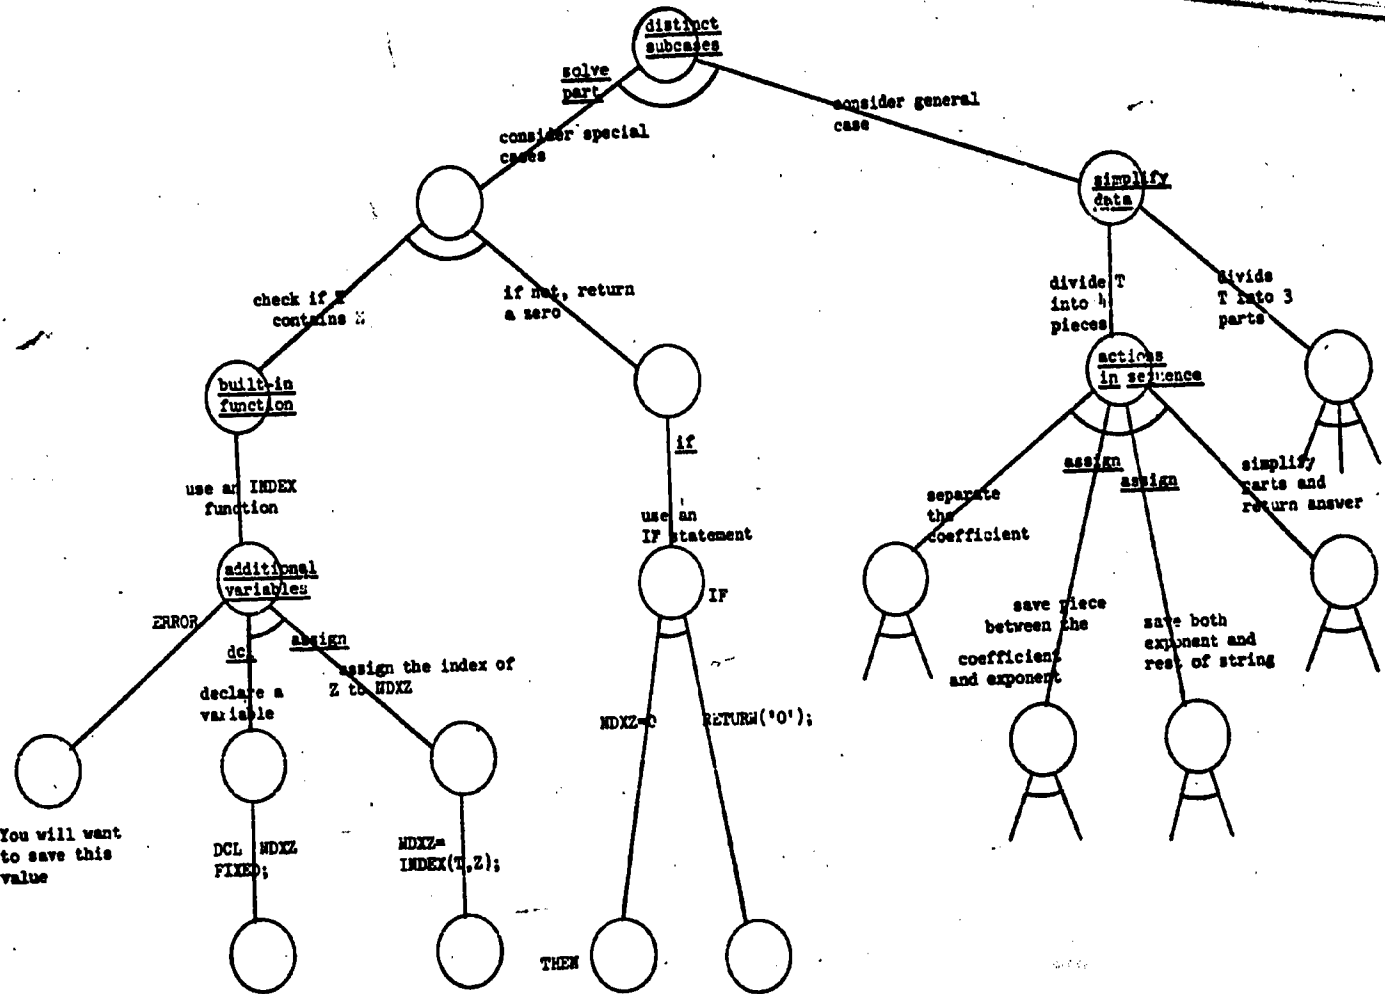 distinct
subcases
solve
part
consider special
cases
consider general
case
simplify
data
check if T
contains
if not, return
a zero
divide T
into 4
pieces
divide
T into 3
parts
built-in
function
actions
in sequence
if
use an INDEX
function
use an
IF statement
assign
assign
separate
the
coefficient
simplify
parts and
return answer
additional
variables
IF
ERROR
dcl
assign
declare a
variable
assign the index of
Z to NDXZ
save piece
between the
coefficient
and exponent
save both
exponent and
rest of string
NDXZ=0
RETURN('0');
You will want
to save this
value
DCL NDXZ
FIXED;
NDXZ=
INDEX(T,Z);
THEN